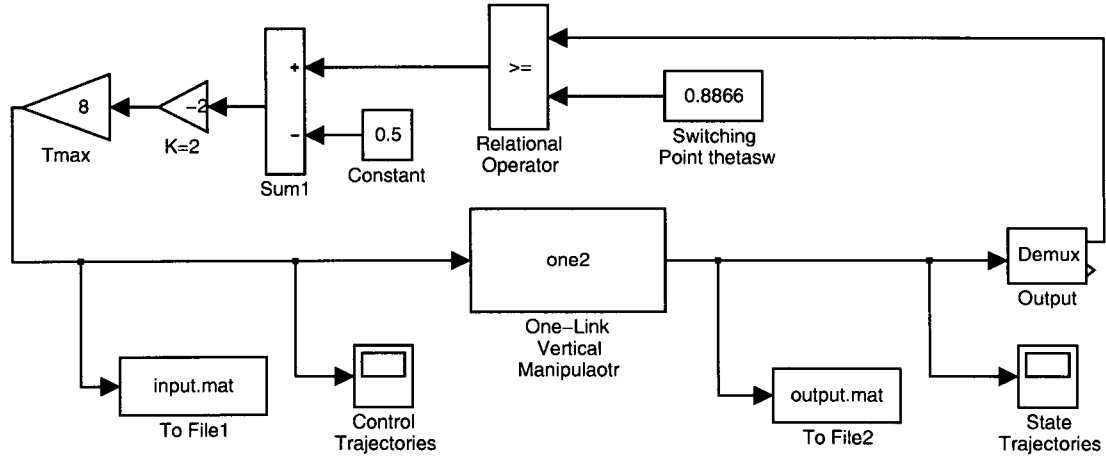 8
Tmax
-2
K=2
+
-
Sum1
0.5
Constant
>=
Relational
Operator
0.8866
Switching
Point thetasw
one2
One-Link
Vertical
Manipulaotr
Demux
Output
input.mat
To File1
Control
Trajectories
output.mat
To File2
State
Trajectories